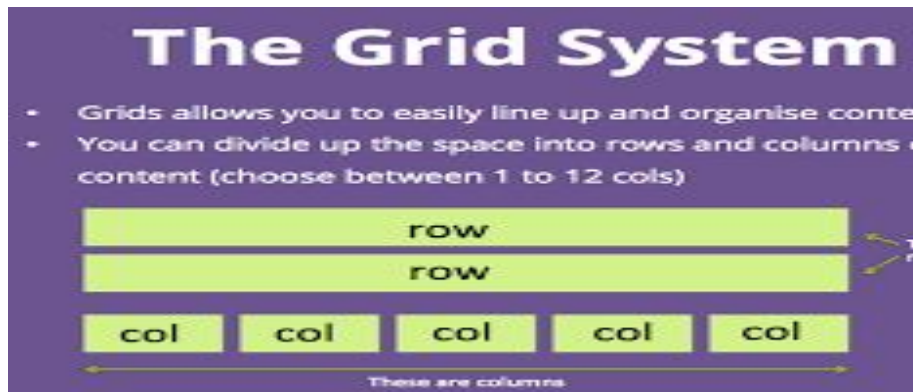 The Grid System
• Grids allows you to easily line up and organise conte
• You can divide up the space into rows and columns
content (choose between 1 to 12 cols)
row
row
col col col col col
These are columns